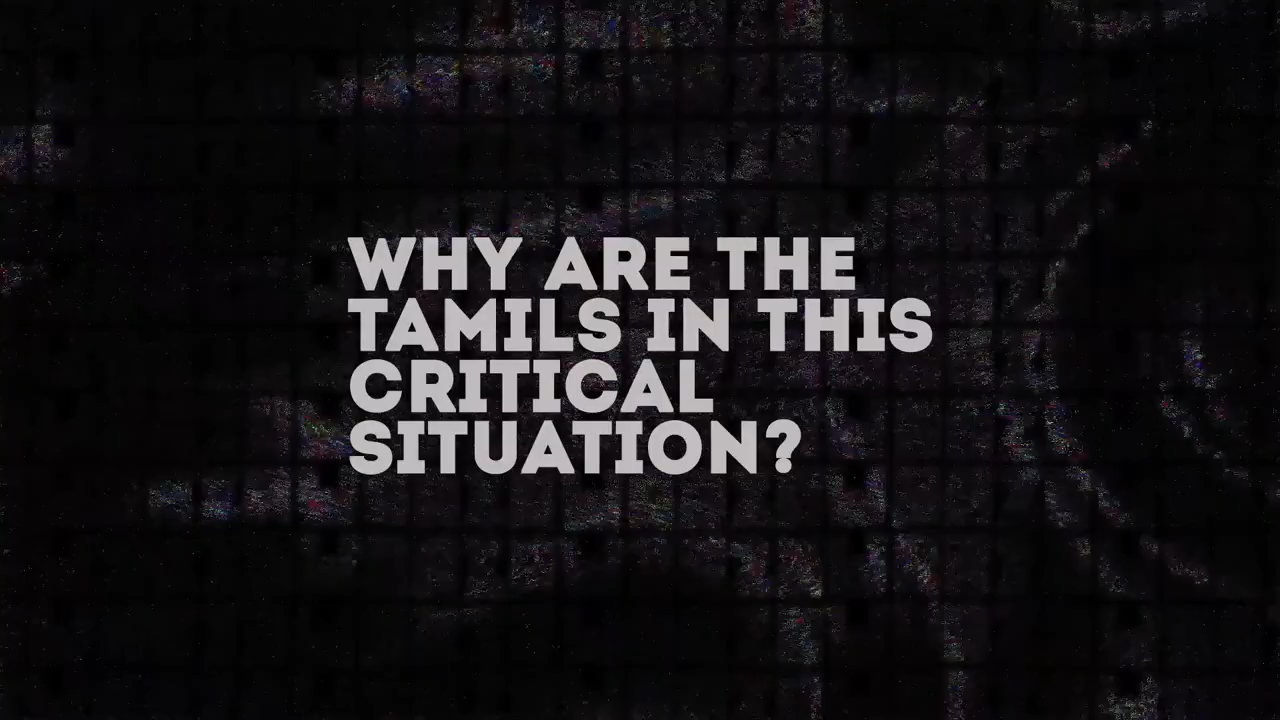 WHY ARE THE
TAMILS IN THIS
CRITICAL
SITUATION?